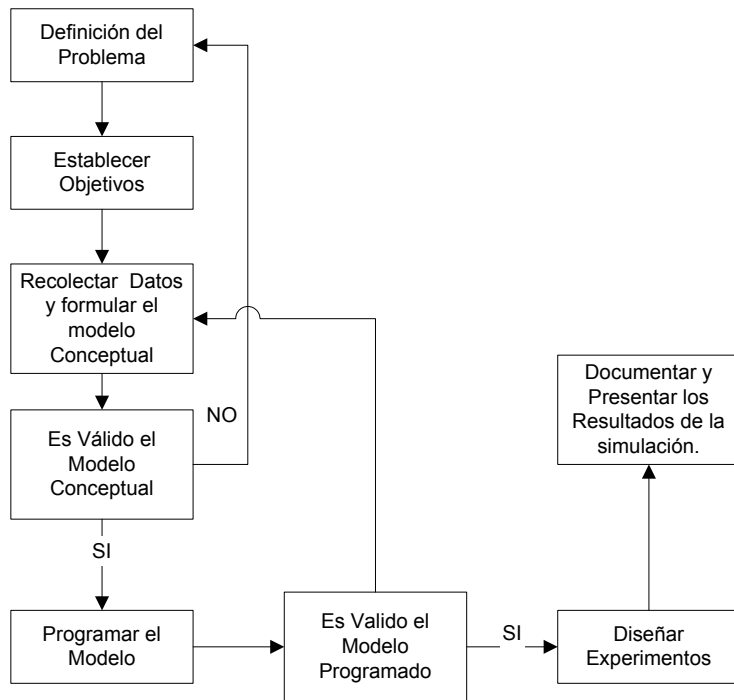 Definición del
Problema
Establecer
Objetivos
Recolectar Datos
y formular el
modelo
Conceptual
Es Válido el
Modelo
Conceptual
NO
SI
Programar el
Modelo
Es Valido el
Modelo
Programado
SI
Diseñar
Experimentos
Documentar y
Presentar los
Resultados de la
simulación.